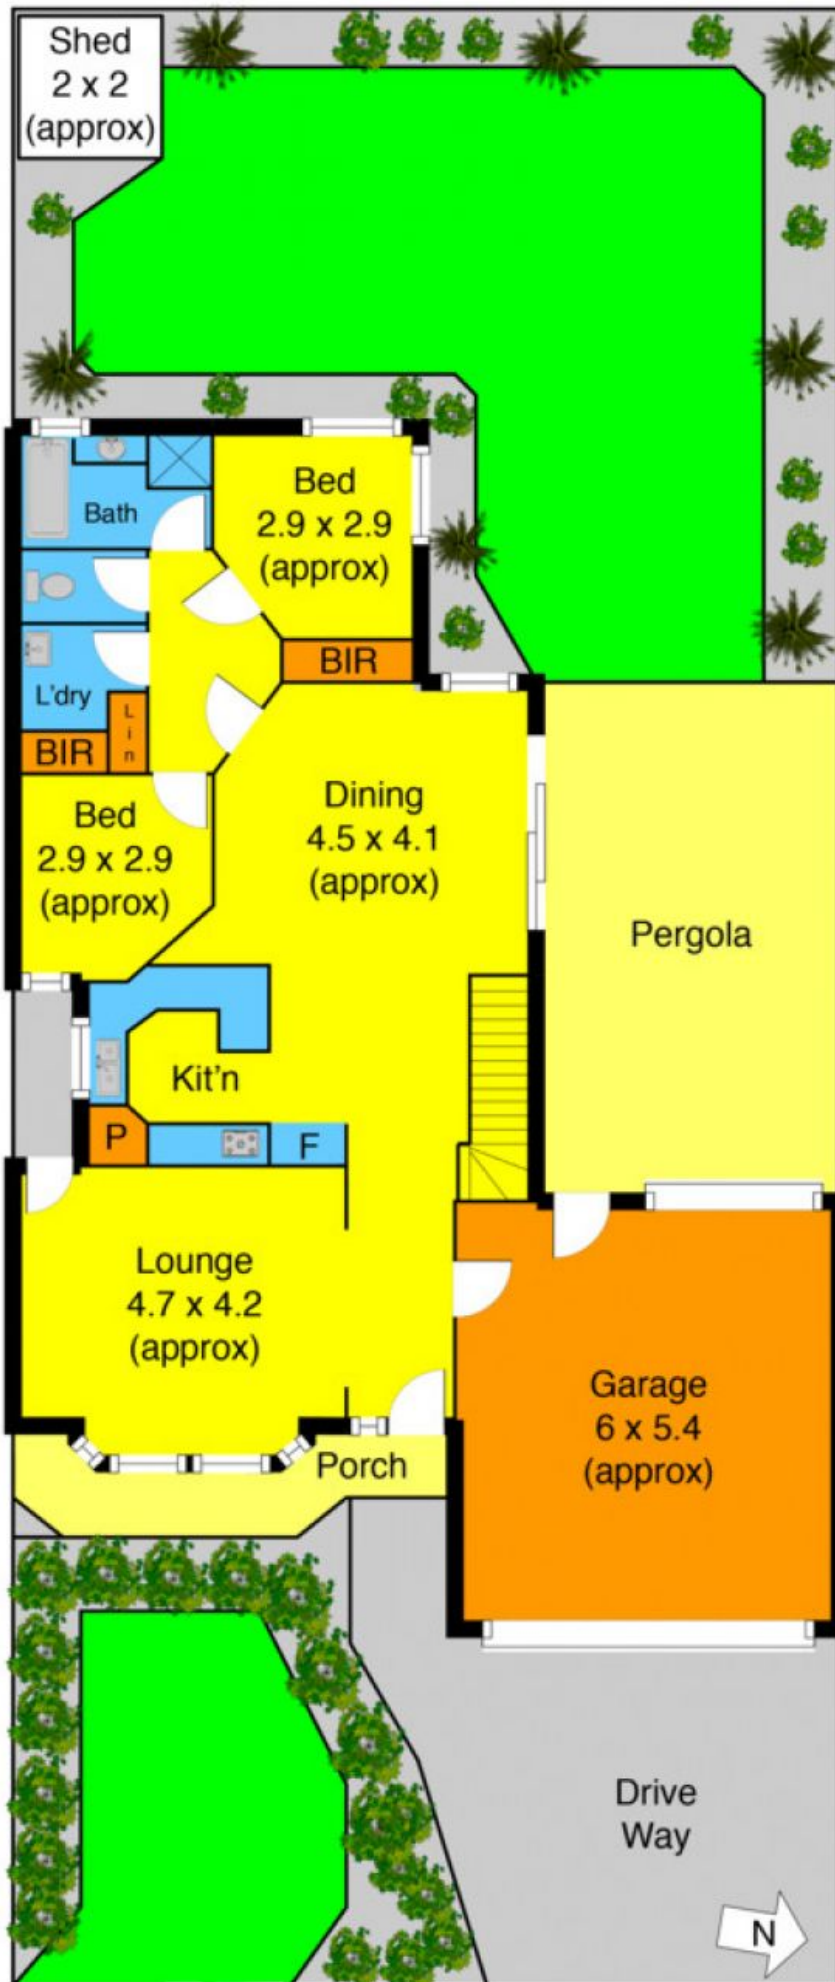 Shed
2 x 2
(approx)
Bath
Bed
2.9 x 2.9
(approx)
BIR
L'dry
Lin
BIR
Bed
2.9 x 2.9
(approx)
Dining
4.5 x 4.1
(approx)
Pergola
Kit'n
P
F
Lounge
4.7 x 4.2
(approx)
Garage
6 x 5.4
(approx)
Porch
Drive
Way
N